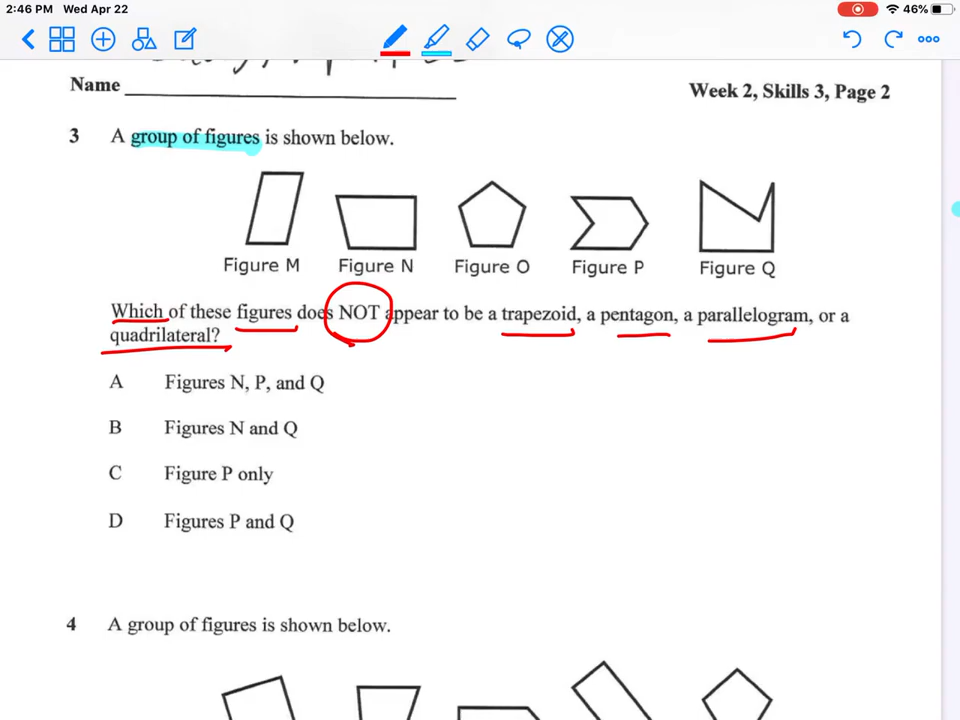 2:46 PM Wed Apr 22
46%
Name
Week 2, Skills 3, Page 2
3 A group of figures is shown below.
Figure M Figure N Figure O Figure P Figure Q
Which of these figures does NOT appear to be a trapezoid, a pentagon, a parallelogram, or a
quadrilateral?
A Figures N, P, and Q
B Figures N and Q
C Figure P only
D Figures P and Q
4 A group of figures is shown below.